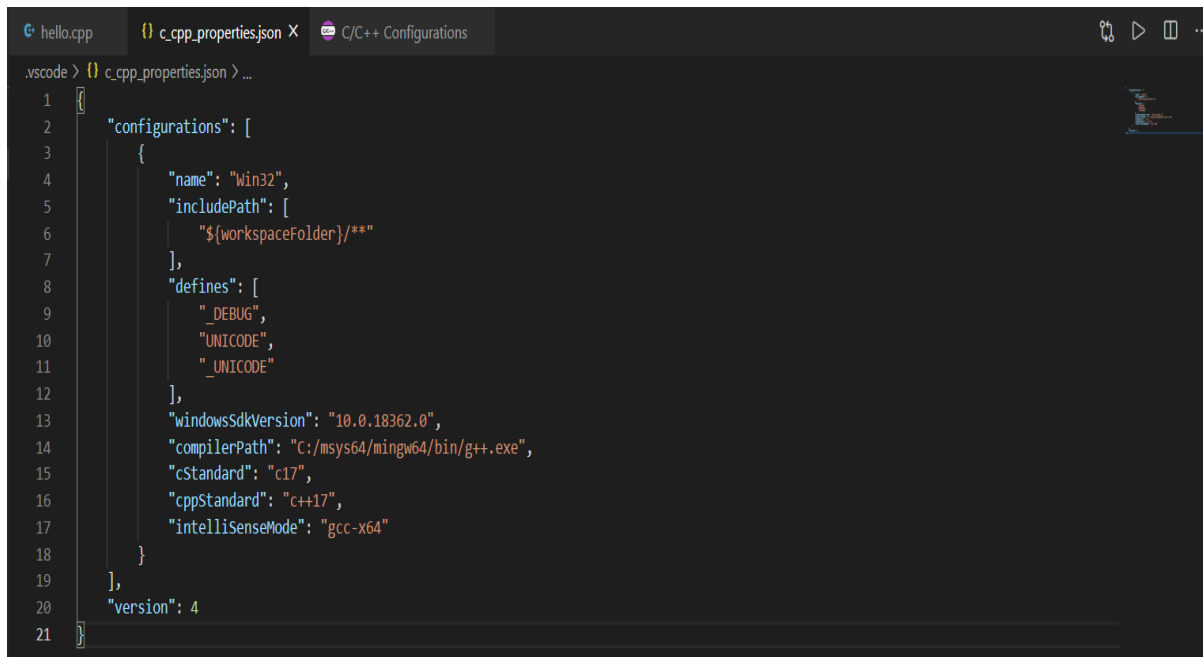 hello.cpp {} c_cpp_properties.json X C/C++ Configurations
.vscode > {} c_cpp_properties.json > ...
1 {
2 "configurations": [
3 {
4 "name": "Win32",
5 "includePath": [
6 "${workspaceFolder}/**"
7 ],
8 "defines": [
9 "_DEBUG",
10 "UNICODE",
11 "_UNICODE"
12 ],
13 "windowsSdkVersion": "10.0.18362.0",
14 "compilerPath": "C:/msys64/mingw64/bin/g++.exe",
15 "cStandard": "c17",
16 "cppStandard": "c++17",
17 "intelliSenseMode": "gcc-x64"
18 }
19 ],
20 "version": 4
21 }